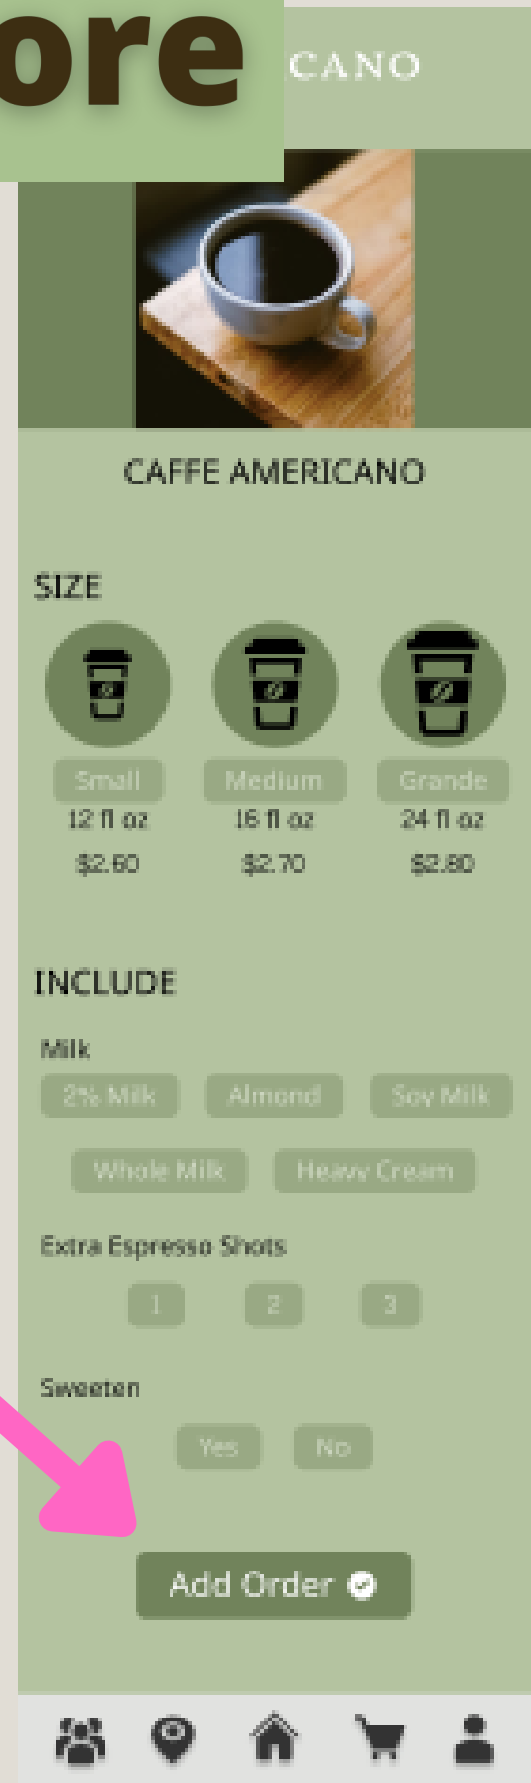 ore
CANO
CAFFE AMERICANO
SIZE
Small Medium Grande
12 fl oz 16 fl oz 24 fl oz
$2.60 $2.70 $2.80
INCLUDE
Milk
2% Milk Almond Soy Milk
Whole Milk Heavy Cream
Extra Espresso Shots
1 2 3
Sweeten
Yes No
Add Order